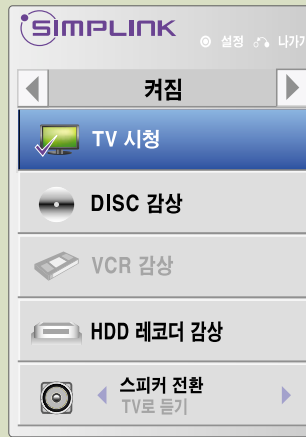 SIMPLINK
설정 나가기
켜짐
TV 시청
DISC 감상
VCR 감상
HDD 레코더 감상
스피커 전환
TV로 듣기